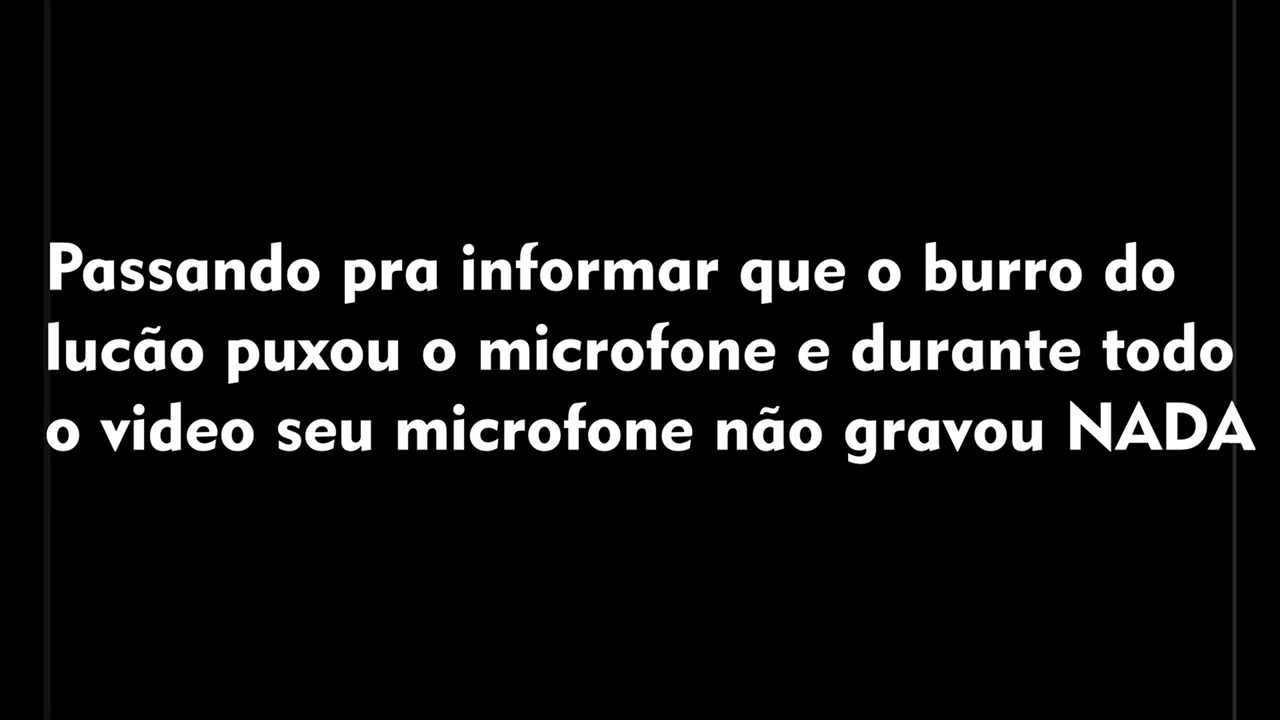 Passando pra informar que o burro do
lucão puxou o microfone e durante todo
o video seu microfone não gravou NADA